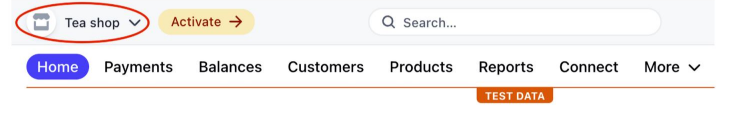 Tea shop Activate → Search...
Home Payments Balances Customers Products Reports Connect More
TEST DATA